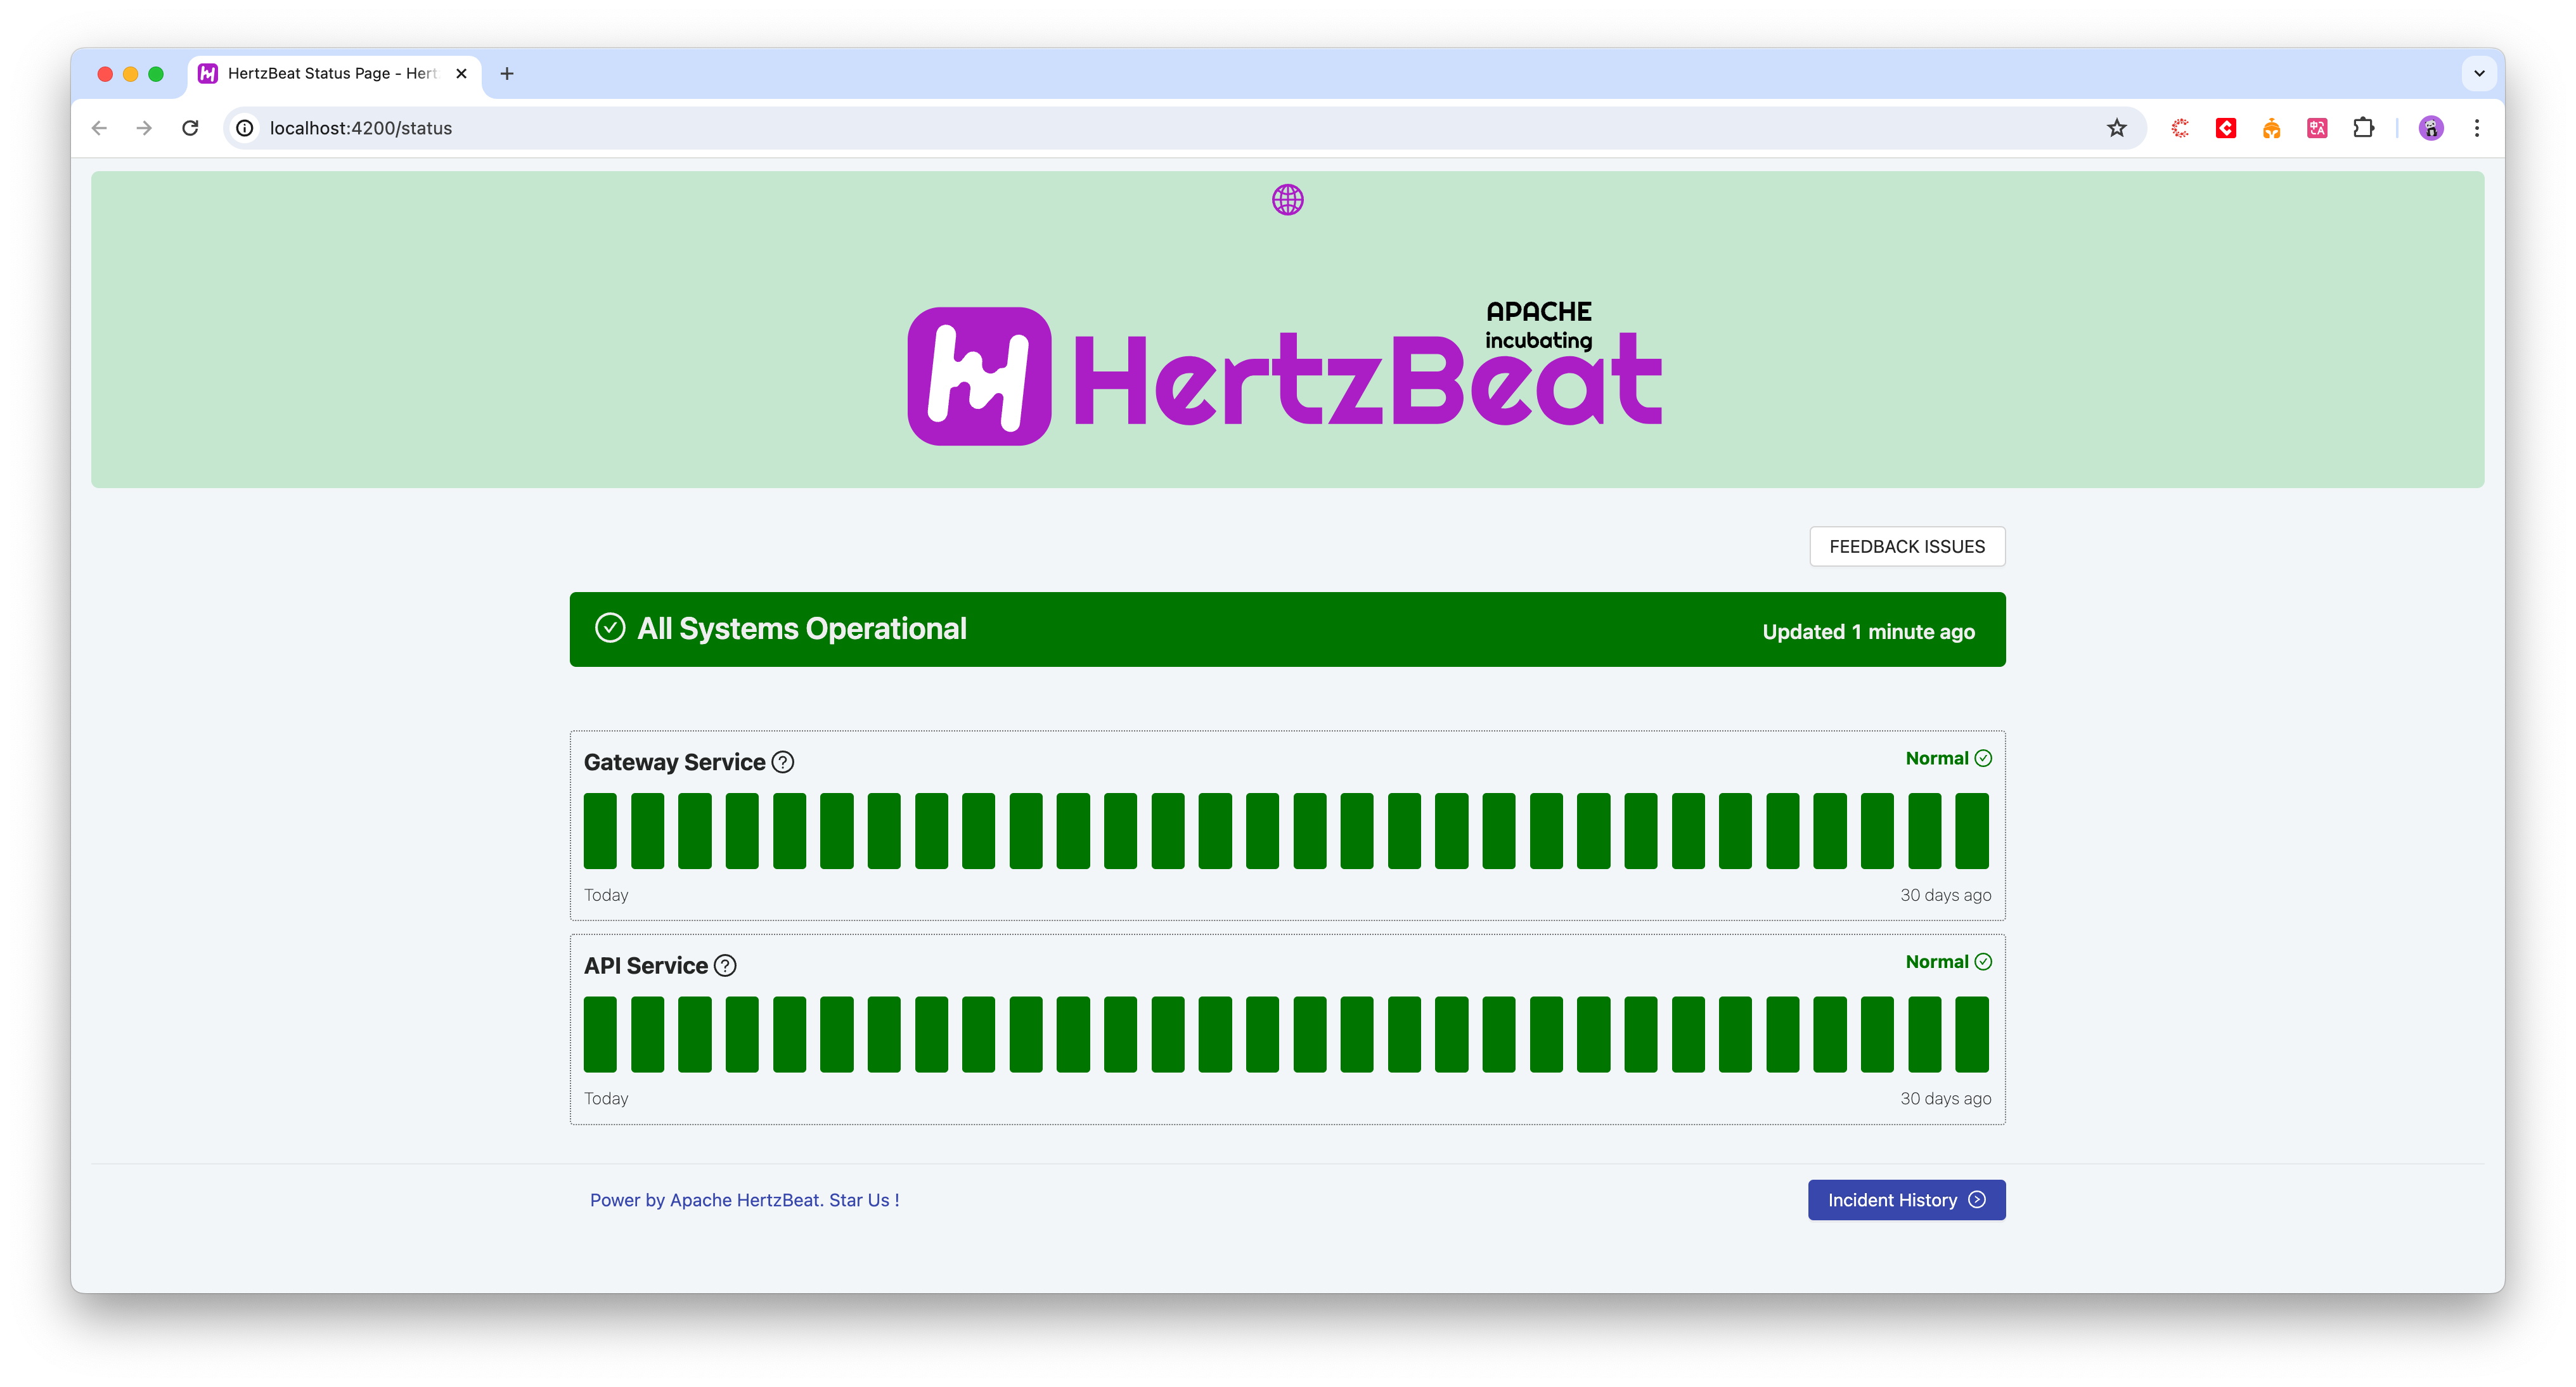 HertzBeat Status Page - Hert
localhost:4200/status
APACHE
incubating
HertzBeat
FEEDBACK ISSUES
All Systems Operational
Updated 1 minute ago
Gateway Service
Normal
Today
30 days ago
API Service
Normal
Today
30 days ago
Power by Apache HertzBeat. Star Us !
Incident History